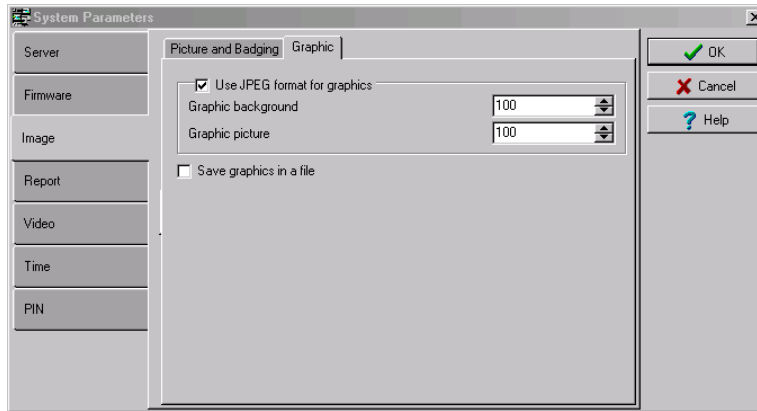 System Parameters
Server
Firmware
Image
Report
Video
Time
PIN
Picture and Badging
Graphic
Use JPEG format for graphics
Graphic background
100
Graphic picture
100
Save graphics in a file
OK
Cancel
Help